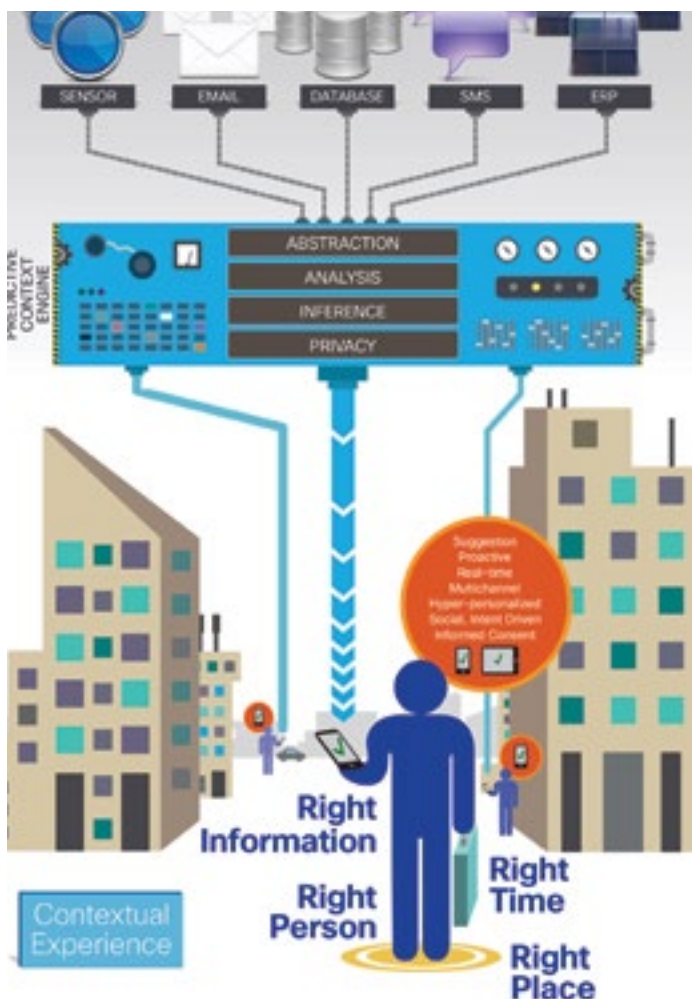 SENSOR
EMAIL
DATABASE
SMS
ERP
PREDICTIVE
CONTEXT
ENGINE
ABSTRACTION
ANALYSIS
INFERENCE
PRIVACY
Suggestion
Proactive
Real-time
Multichannel
Hyper-personalized
Social, Intent Driven
Informed Consent
Right
Information
Right
Person
Right
Time
Right
Place
Contextual
Experience